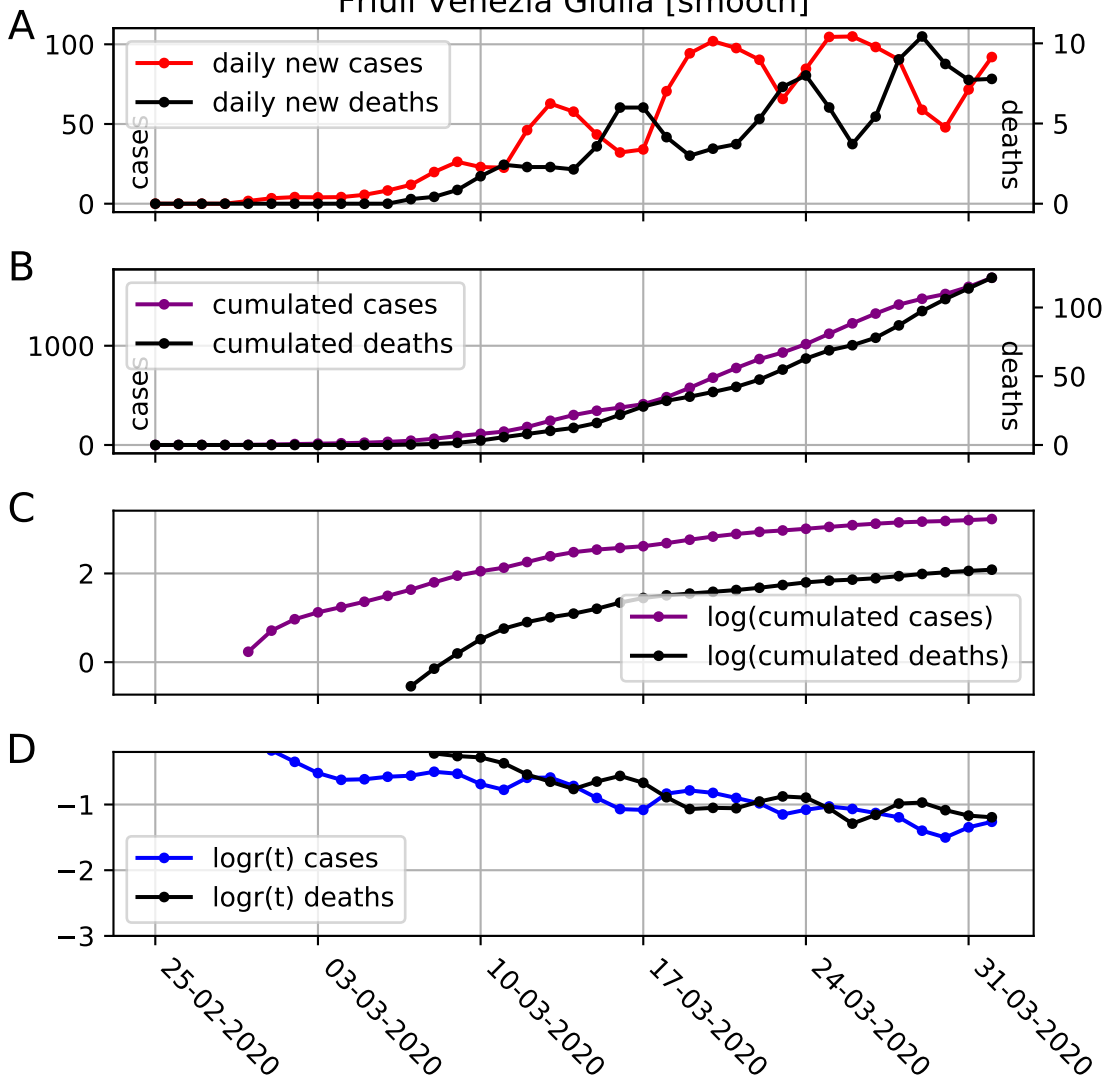 Friuli Venezia Giulia [smooth]
A
100
50
0
cases
daily new cases
daily new deaths
10
5
0
deaths
B
1000
0
cases
cumulated cases
cumulated deaths
100
50
0
deaths
C
2
0
log(cumulated cases)
log(cumulated deaths)
D
−1
−2
−3
logr(t) cases
logr(t) deaths
25-02-2020
03-03-2020
10-03-2020
17-03-2020
24-03-2020
31-03-2020